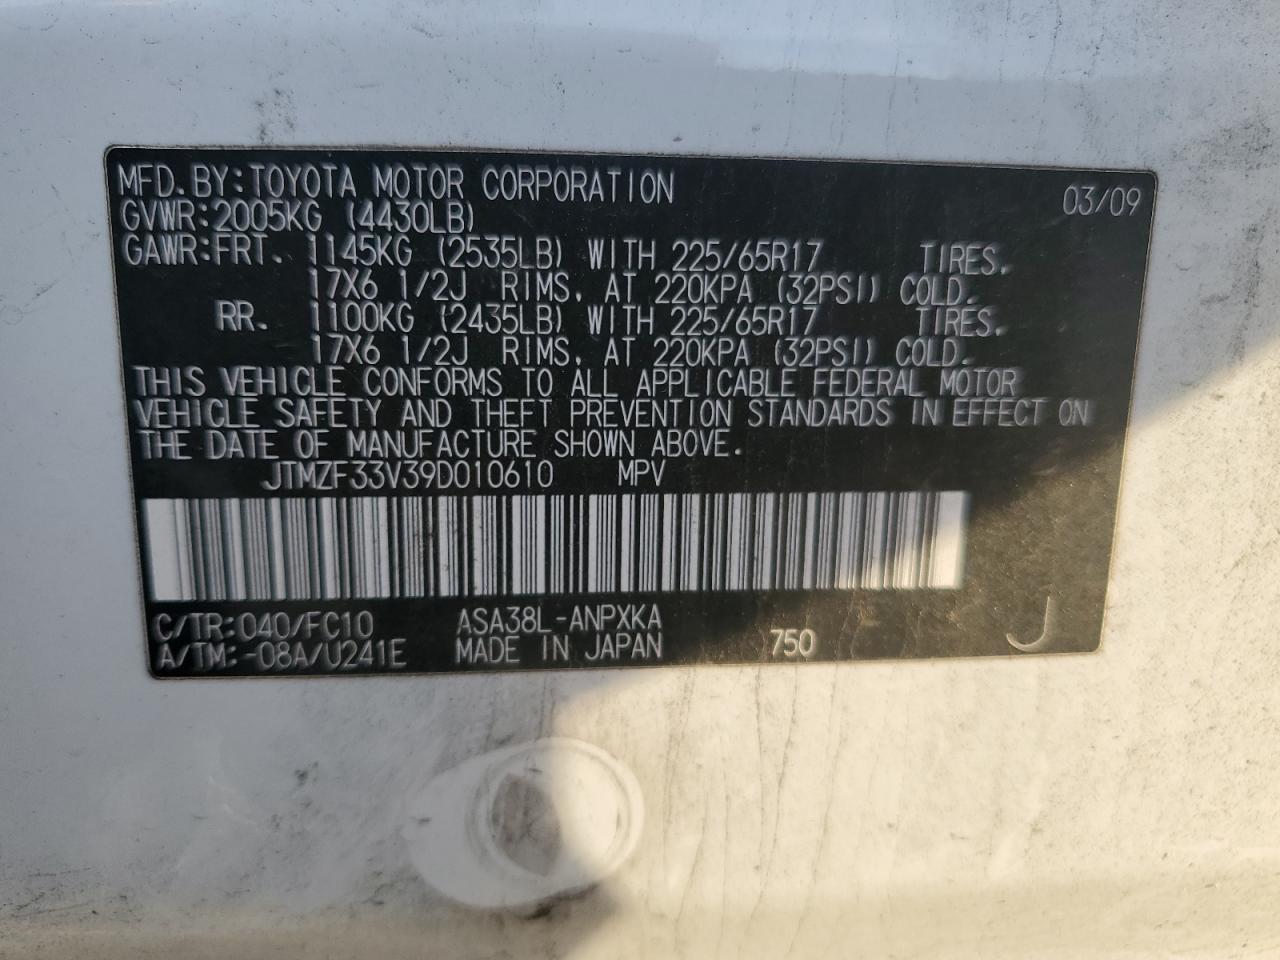 MFD. BY: TOYOTA MOTOR CORPORATION 03/09
GVWR: 2005KG (4430LB)
GAWR: FRT. 1145KG (2535LB) WITH 225/65R17 TIRES,
17X6 1/2J RIMS, AT 220KPA (32PSI) COLD.
RR. 1100KG (2435LB) WITH 225/65R17 TIRES,
17X6 1/2J RIMS, AT 220KPA (32PSI) COLD.
THIS VEHICLE CONFORMS TO ALL APPLICABLE FEDERAL MOTOR
VEHICLE SAFETY AND THEFT PREVENTION STANDARDS IN EFFECT ON
THE DATE OF MANUFACTURE SHOWN ABOVE.
JTMZF33V39D010610 MPV
C/TR: 040/FC10 ASA38L-ANPXKA
A/TM: -08A/U241E MADE IN JAPAN 750 J